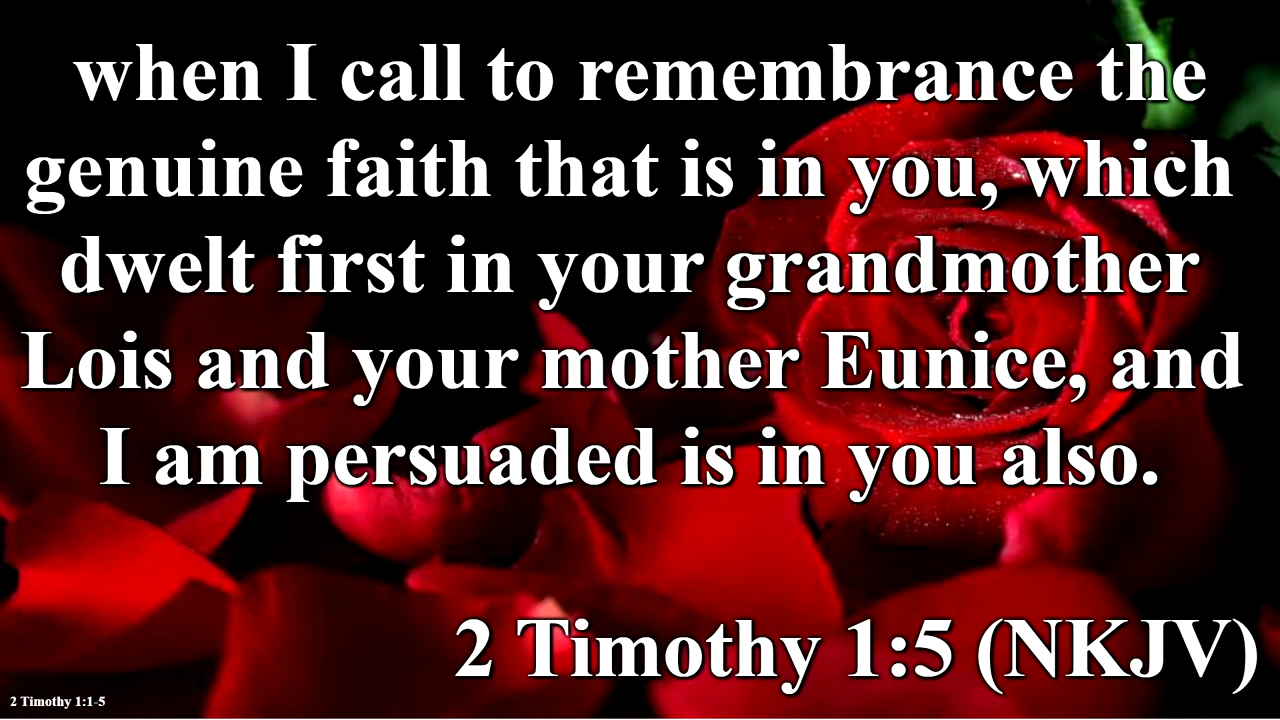 when I call to remembrance the
genuine faith that is in you, which
dwelt first in your grandmother
Lois and your mother Eunice, and
I am persuaded is in you also.
2 Timothy 1:5 (NKJV)
2 Timothy 1:1-5